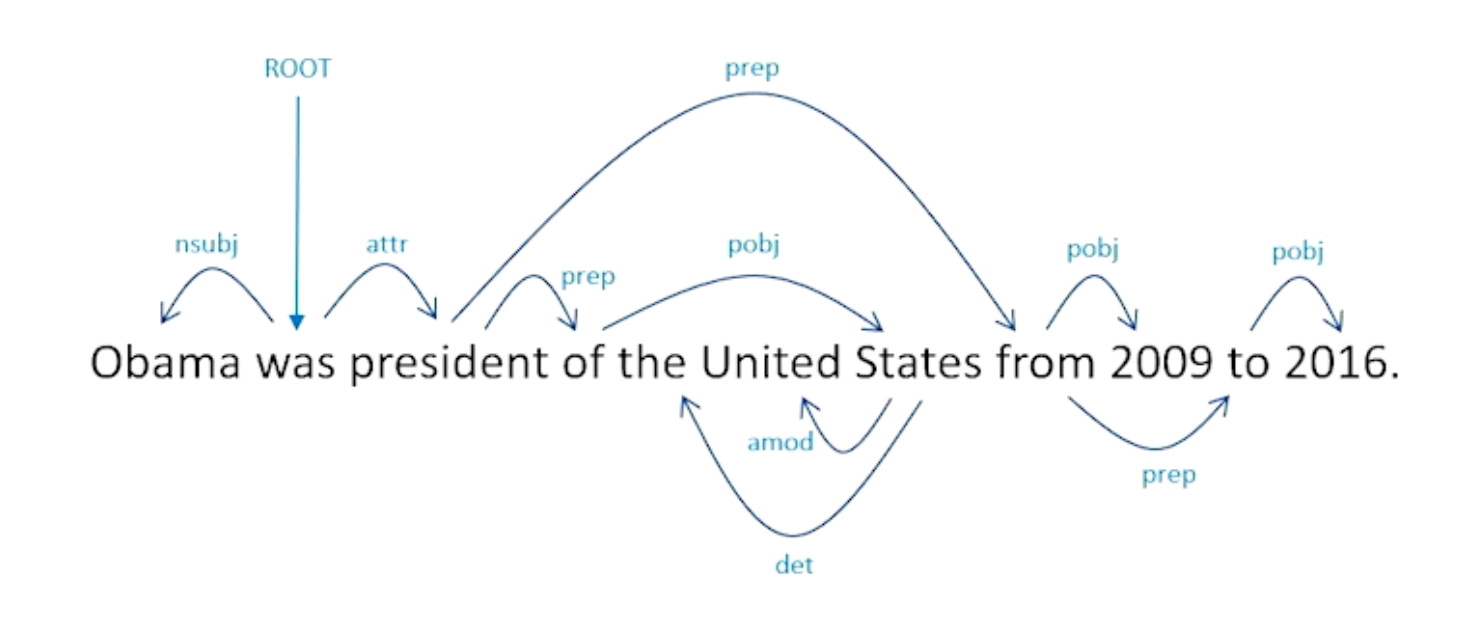 ROOT prep
nsubj attr pobj pobj pobj
prep
Obama was president of the United States from 2009 to 2016.
amod
prep
det